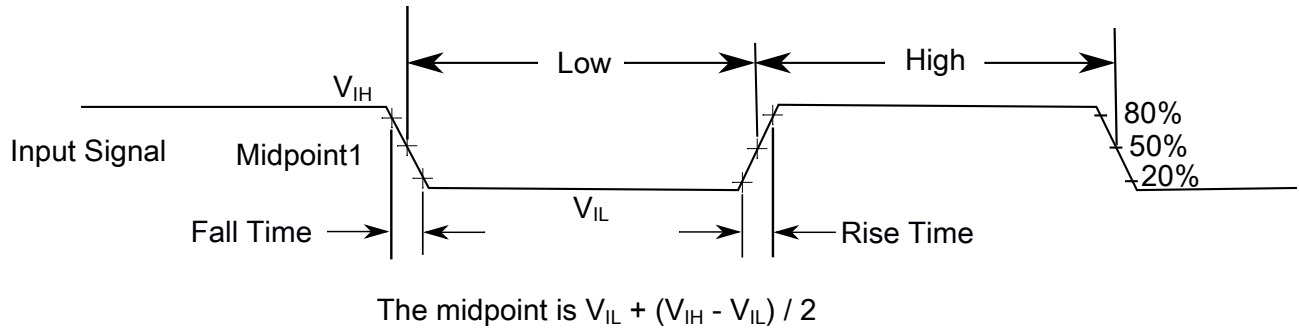 Low
High
V_IH
80%
Input Signal
Midpoint1
50%
20%
V_IL
Fall Time
Rise Time
The midpoint is V_IL + (V_IH - V_IL) / 2